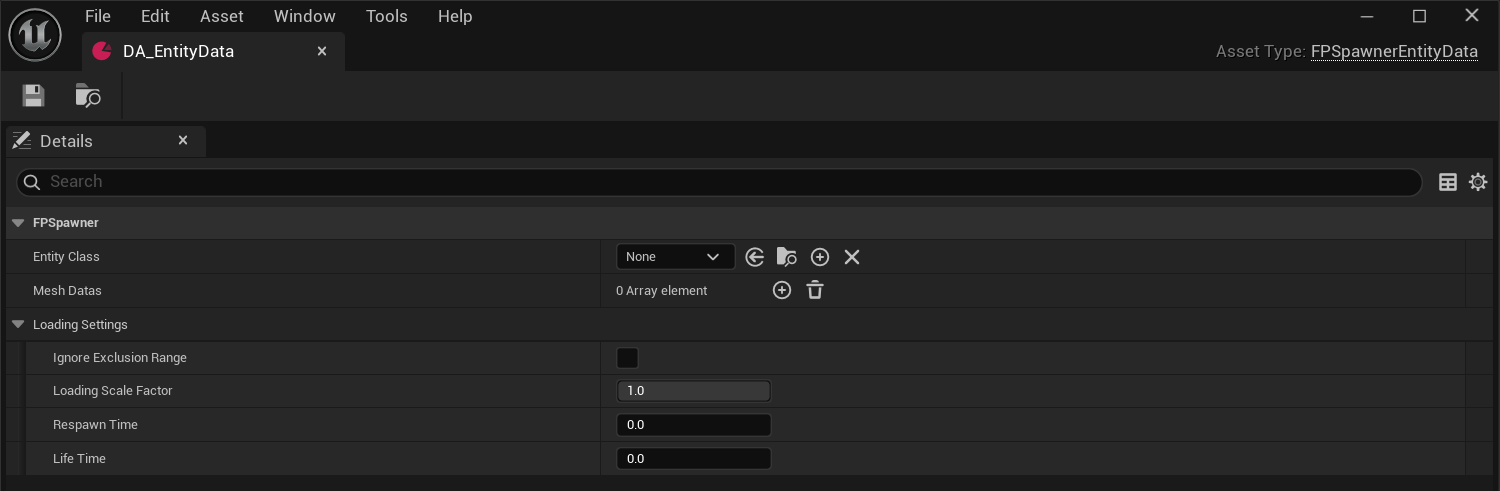 File Edit Asset Window Tools Help
DA_EntityData
Asset Type: FPSpawnerEntityData
Details
Search
FPSpawner
Entity Class None
Mesh Datas 0 Array element
Loading Settings
Ignore Exclusion Range
Loading Scale Factor 1.0
Respawn Time 0.0
Life Time 0.0